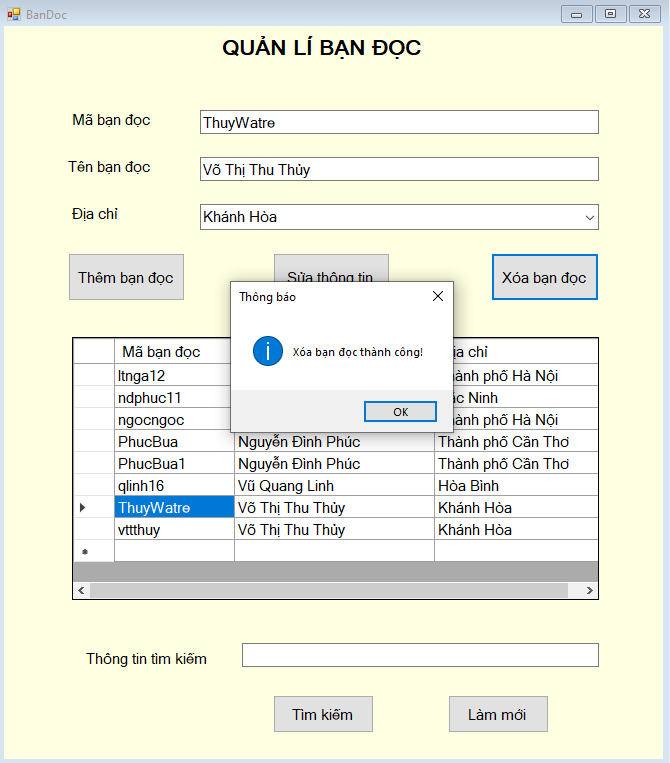 BanDoc
QUẢN LÍ BẠN ĐỌC
Mã bạn đọc ThuyWatre
Tên bạn đọc Võ Thị Thu Thủy
Địa chỉ Khánh Hòa
Thêm bạn đọc Sửa thông tin Xóa bạn đọc
Thông báo
Xóa bạn đọc thành công!
OK
Mã bạn đọc ịa chỉ
ltnga12 hành phố Hà Nội
ndphuc11 ắc Ninh
ngocngoc hành phố Hà Nội
PhucBua Nguyễn Đình Phúc Thành phố Cần Thơ
PhucBua1 Nguyễn Đình Phúc Thành phố Cần Thơ
qlinh16 Vũ Quang Linh Hòa Bình
ThuyWatre Võ Thị Thu Thủy Khánh Hòa
vttthuy Võ Thị Thu Thủy Khánh Hòa
Thông tin tìm kiếm
Tìm kiếm Làm mới